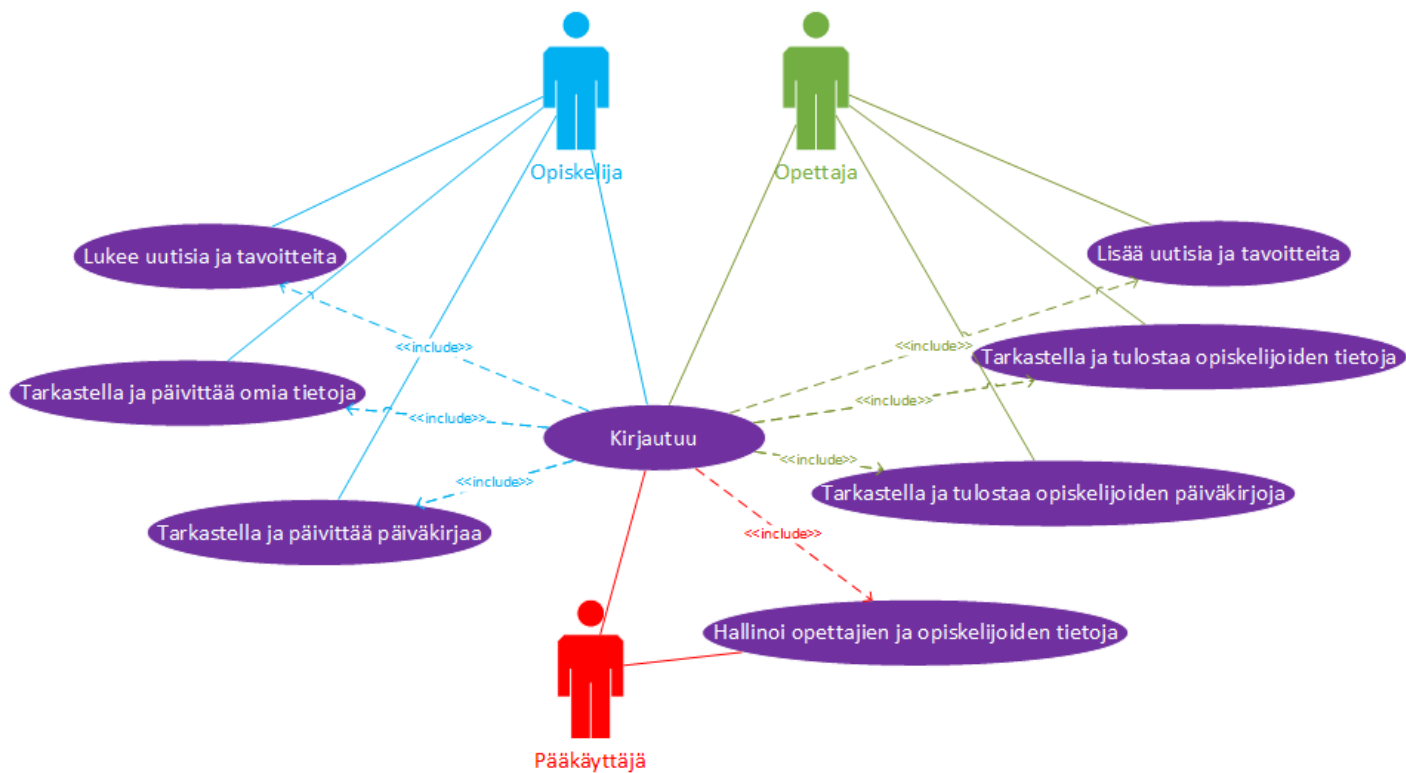 Opiskelija
Opettaja
Lukee uutisia ja tavoitteita
Lisää uutisia ja tavoitteita
<<include>>
<<include>>
Tarkastella ja tulostaa opiskelijoiden tietoja
Tarkastella ja päivittää omia tietoja
<<include>>
<<include>>
Kirjautuu
<<include>>
<<include>>
Tarkastella ja tulostaa opiskelijoiden päiväkirjoja
Tarkastella ja päivittää päiväkirjaa
<<include>>
Hallinoi opettajien ja opiskelijoiden tietoja
Pääkäyttäjä